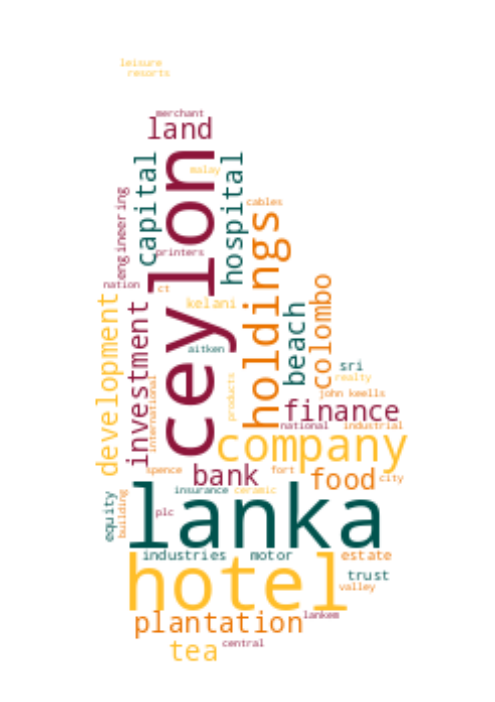 leisure
resorts
merchant
land
ceylon
capital
hospital
malay
engineering
cables
holdings
printers
nation
ct
kelani
colombo
development
investment
beach
aitken
sri
realty
international
products
john keells
finance
national
industrial
company
spence
bank
fort
food
city
lanka
insurance
ceramic
equity
building
plc
industries
motor
estate
hotel
trust
valley
plantation
lankem
tea
central